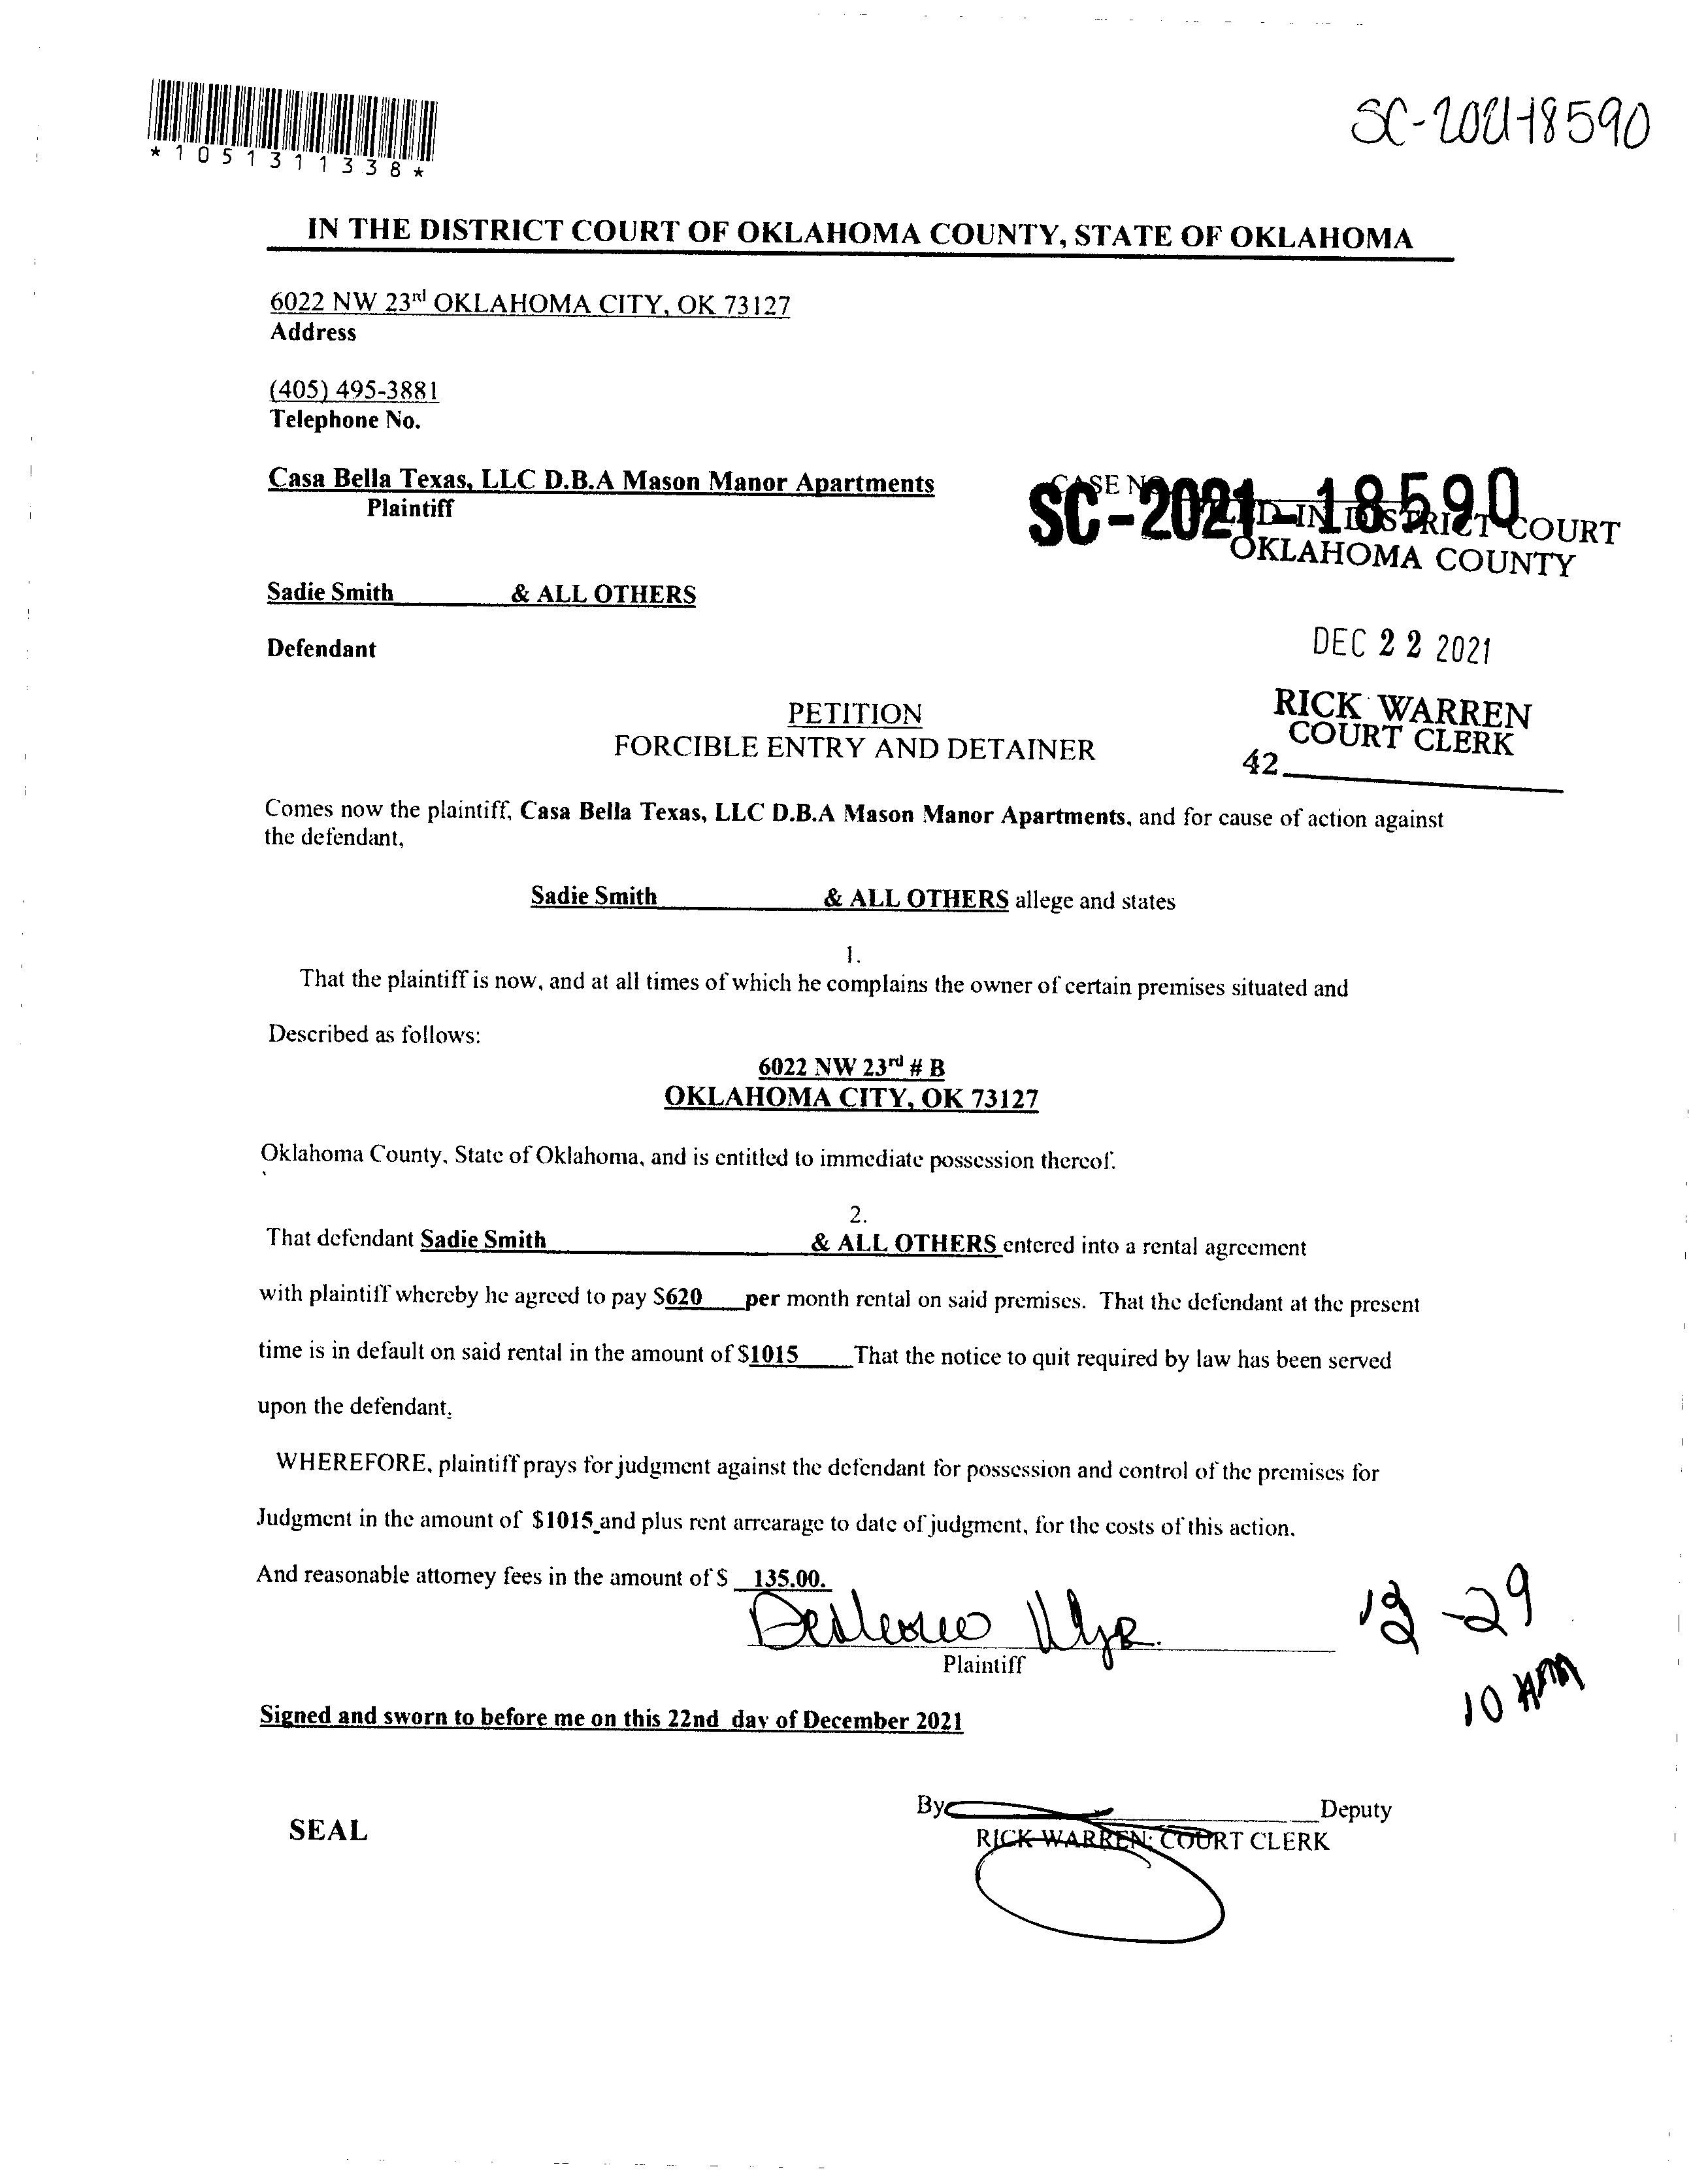 *1051311338*
SC-2021-18590
IN THE DISTRICT COURT OF OKLAHOMA COUNTY, STATE OF OKLAHOMA
6022 NW 23rd OKLAHOMA CITY, OK 73127
Address
(405) 495-3881
Telephone No.
Casa Bella Texas, LLC D.B.A Mason Manor Apartments
Plaintiff
CASE NO
SC-2021-18590
FILED IN DISTRICT COURT
OKLAHOMA COUNTY
Sadie Smith & ALL OTHERS
Defendant
DEC 22 2021
RICK WARREN
COURT CLERK
42
PETITION
FORCIBLE ENTRY AND DETAINER
Comes now the plaintiff, Casa Bella Texas, LLC D.B.A Mason Manor Apartments, and for cause of action against
the defendant,
Sadie Smith & ALL OTHERS allege and states
1.
That the plaintiff is now, and at all times of which he complains the owner of certain premises situated and
Described as follows:
6022 NW 23rd # B
OKLAHOMA CITY, OK 73127
Oklahoma County, State of Oklahoma, and is entitled to immediate possession thereof.
2.
That defendant Sadie Smith & ALL OTHERS entered into a rental agreement
with plaintiff whereby he agreed to pay $620 per month rental on said premises. That the defendant at the present
time is in default on said rental in the amount of $1015 That the notice to quit required by law has been served
upon the defendant.
WHEREFORE, plaintiff prays for judgment against the defendant for possession and control of the premises for
Judgment in the amount of $1015 and plus rent arrearage to date of judgment, for the costs of this action.
And reasonable attorney fees in the amount of $ 135.00.
Plaintiff
12-29
10 AM
Signed and sworn to before me on this 22nd day of December 2021
By Deputy
SEAL
RICK WARREN; COURT CLERK